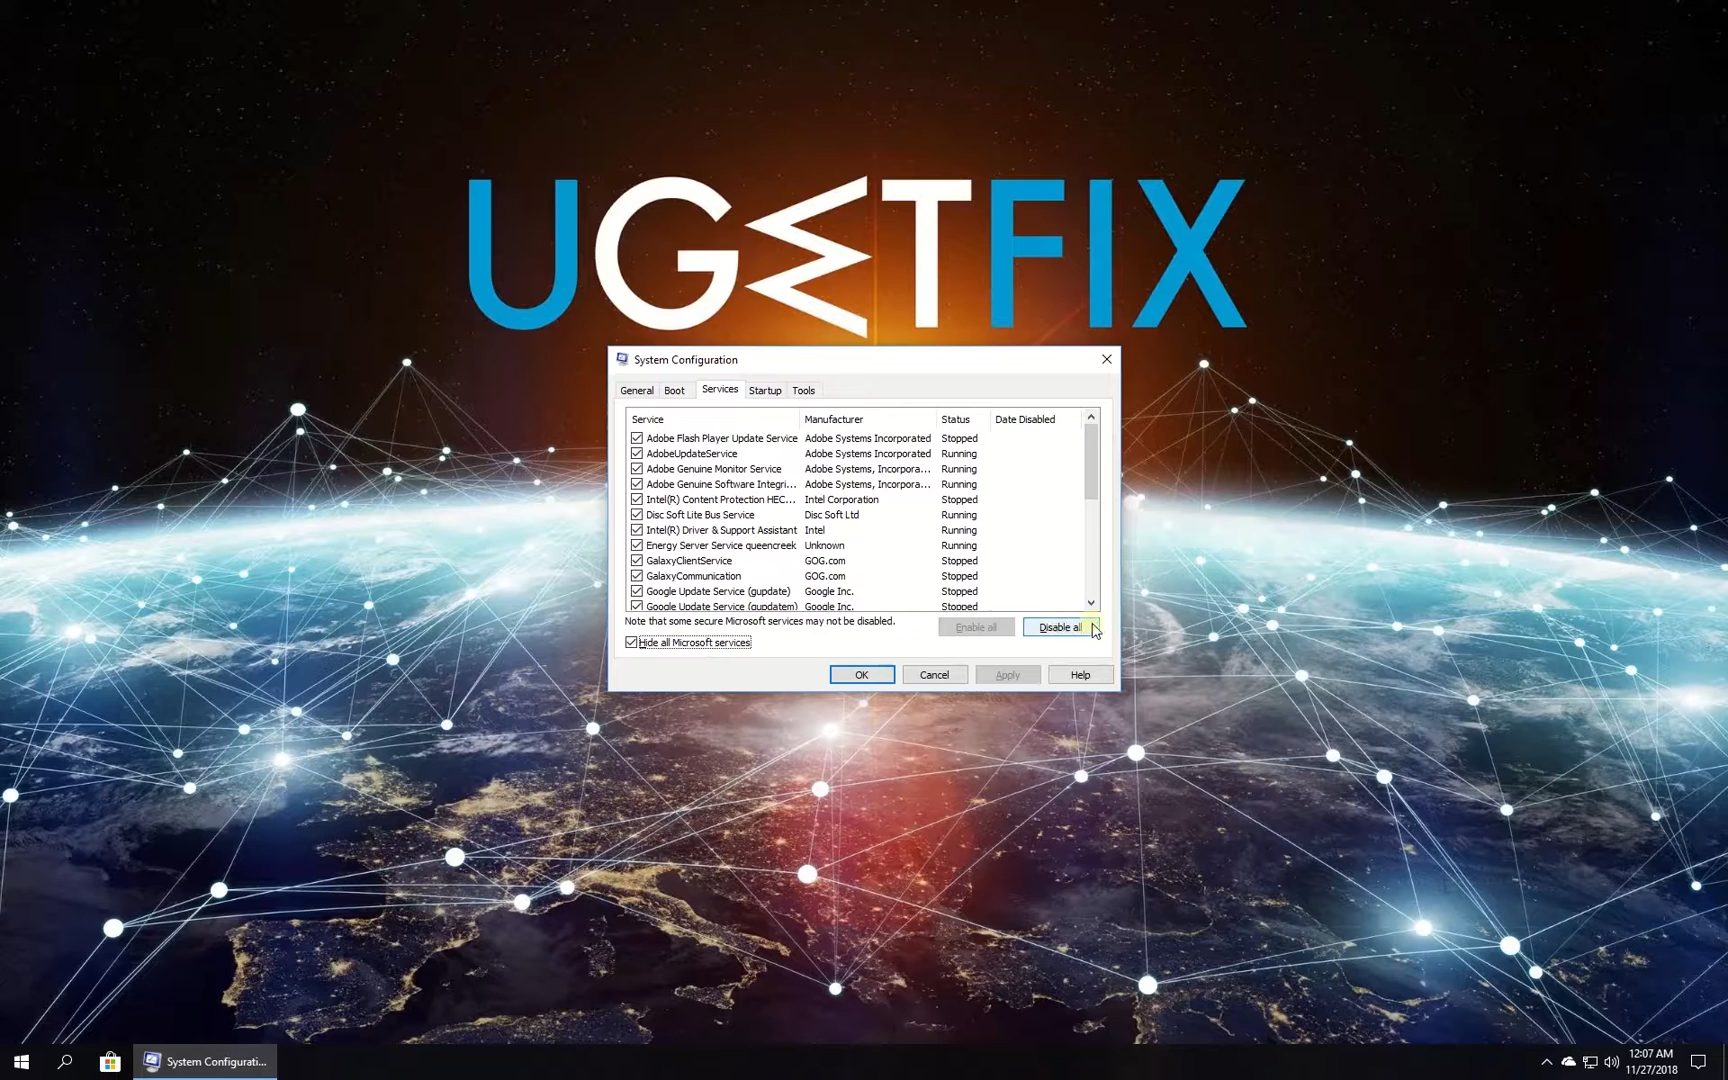 UGETFIX
System Configuration
General Boot Services Startup Tools
Service Manufacturer Status Date Disabled
Adobe Flash Player Update Service Adobe Systems Incorporated Stopped
AdobeUpdateService Adobe Systems Incorporated Running
Adobe Genuine Monitor Service Adobe Systems, Incorpora... Running
Adobe Genuine Software Integri... Adobe Systems, Incorpora... Running
Intel(R) Content Protection HEC... Intel Corporation Stopped
Disc Soft Lite Bus Service Disc Soft Ltd Running
Intel(R) Driver & Support Assistant Intel Running
Energy Server Service queencreek Unknown Running
GalaxyClientService GOG.com Stopped
GalaxyCommunication GOG.com Stopped
Google Update Service (gupdate) Google Inc. Stopped
Google Update Service (gupdatem) Google Inc. Stopped
Note that some secure Microsoft services may not be disabled.
Enable all Disable all
Hide all Microsoft services
OK Cancel Apply Help
System Configurati...
12:07 AM
11/27/2018